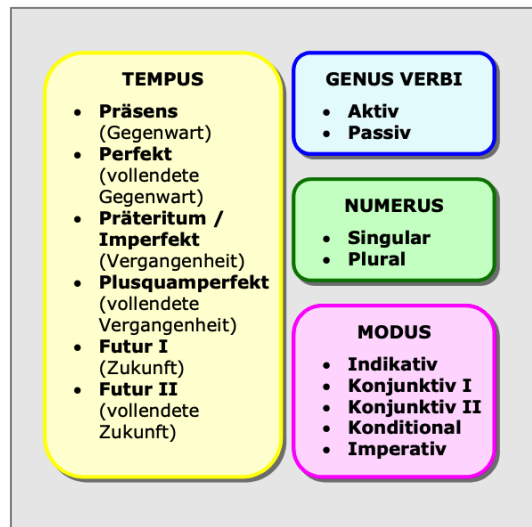 TEMPUS
• Präsens
(Gegenwart)
• Perfekt
(vollendete
Gegenwart)
• Präteritum /
Imperfekt
(Vergangenheit)
• Plusquamperfekt
(vollendete
Vergangenheit)
• Futur I
(Zukunft)
• Futur II
(vollendete
Zukunft)
GENUS VERBI
• Aktiv
• Passiv
NUMERUS
• Singular
• Plural
MODUS
• Indikativ
• Konjunktiv I
• Konjunktiv II
• Konditional
• Imperativ